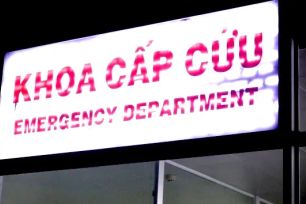 KHOA CẤP CỨU
EMERGENCY DEPARTMENT